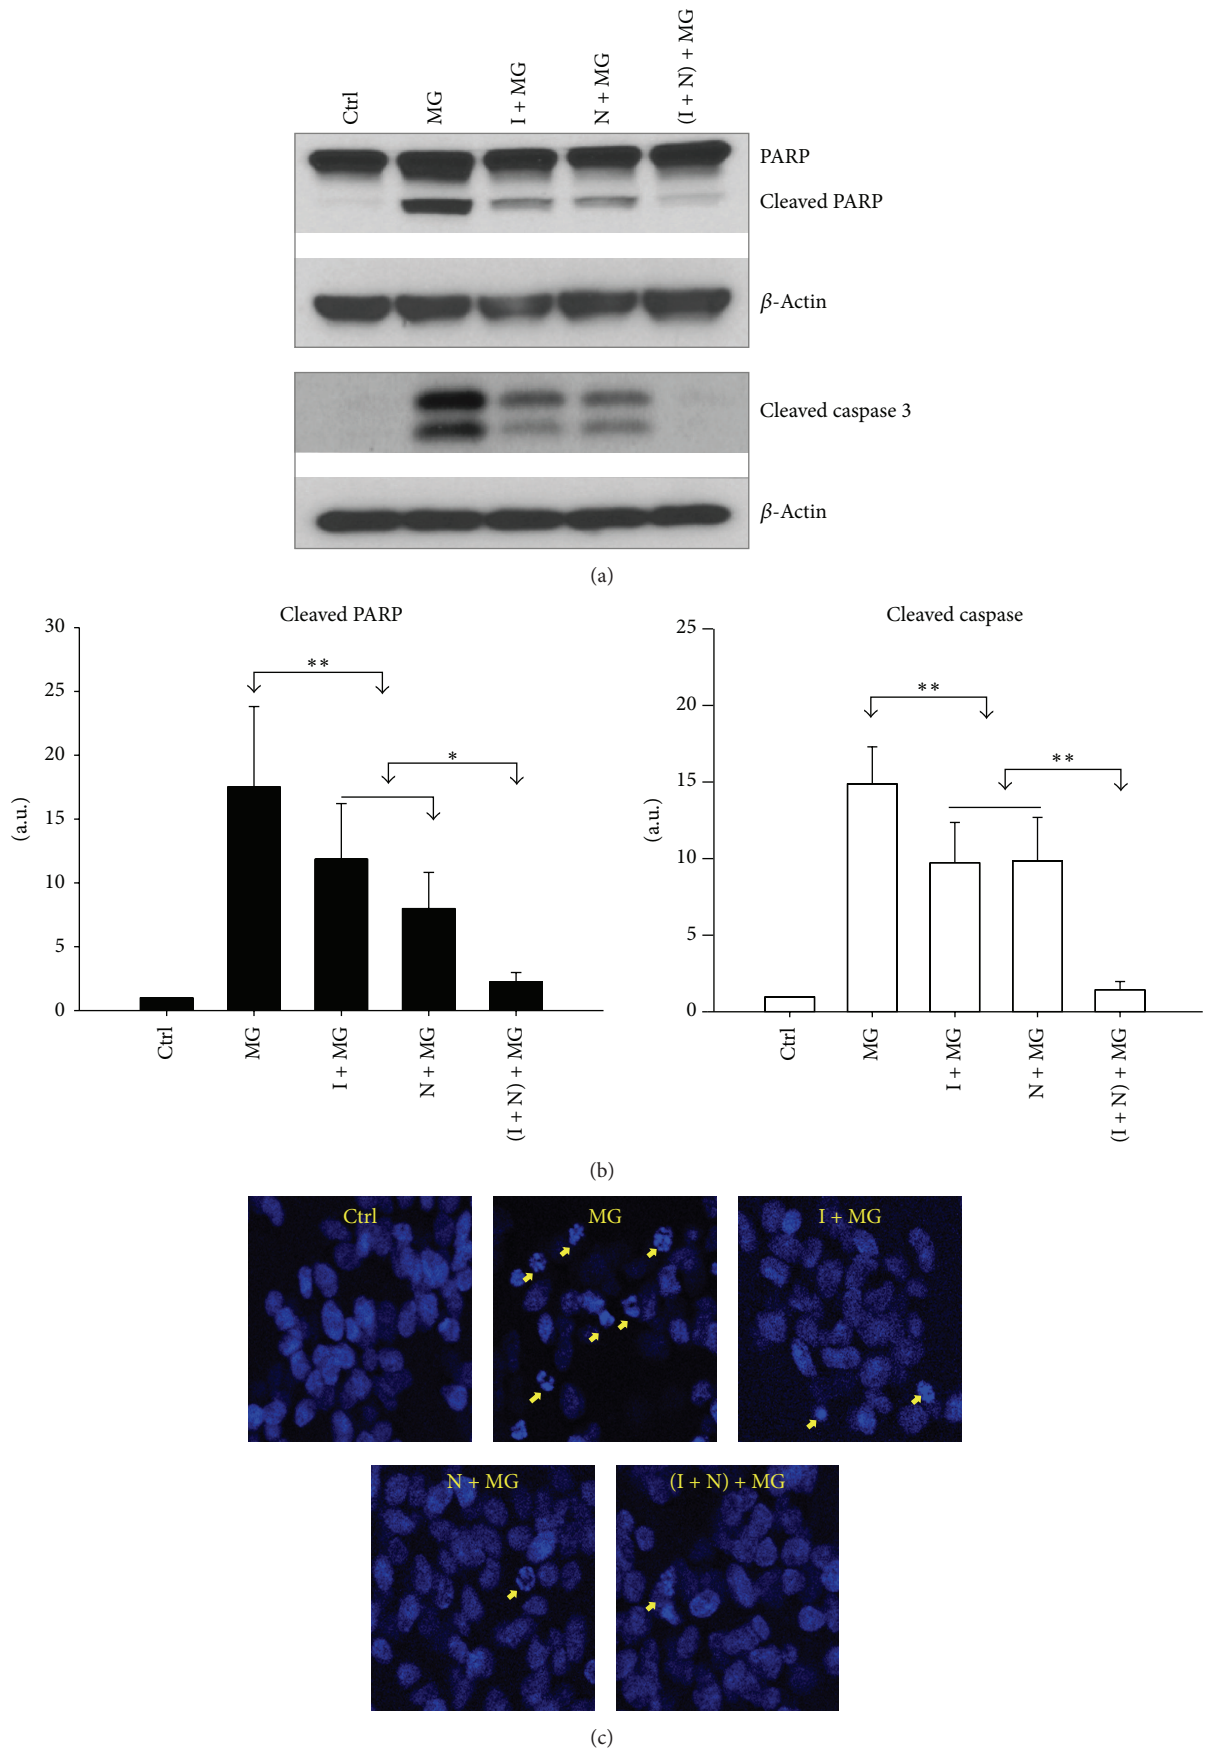 Ctrl
MG
I + MG
N + MG
(I + N) + MG
PARP
Cleaved PARP
β-Actin
Cleaved caspase 3
β-Actin
(a)
Cleaved PARP
30
25
20
15
10
5
0
(a.u.)
**
*
Ctrl
MG
I + MG
N + MG
(I + N) + MG
Cleaved caspase
25
20
15
10
5
0
(a.u.)
**
**
Ctrl
MG
I + MG
N + MG
(I + N) + MG
(b)
Ctrl
MG
I + MG
N + MG
(I + N) + MG
(c)